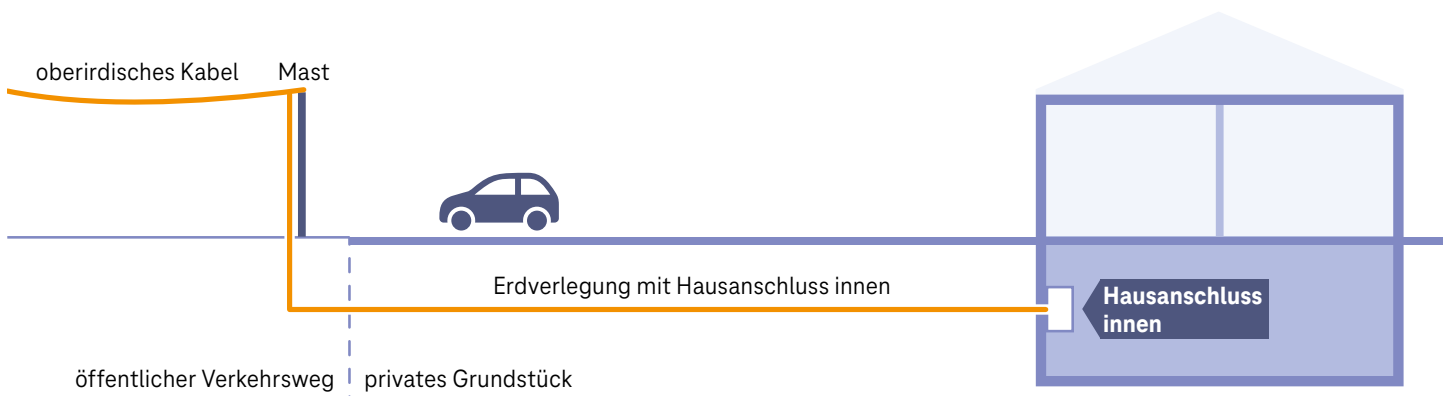 oberirdisches Kabel
Mast
Erdverlegung mit Hausanschluss innen
Hausanschluss
innen
öffentlicher Verkehrsweg
privates Grundstück